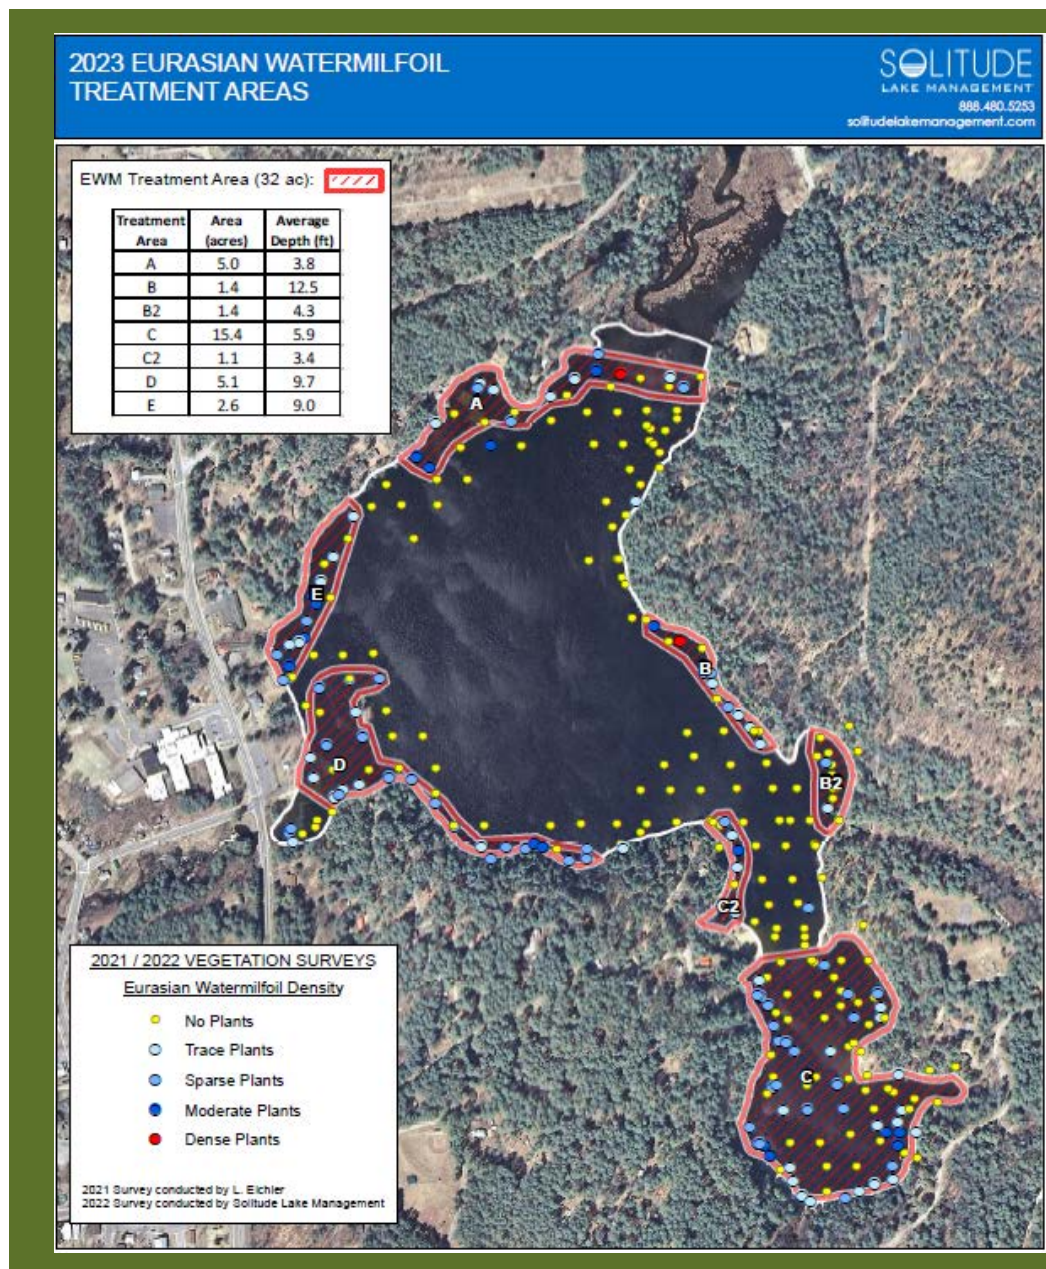 2023 EURASIAN WATERMILFOIL
TREATMENT AREAS
SOLITUDE
LAKE MANAGEMENT
888.480.5253
solitudelakemanagement.com
EWM Treatment Area (32 ac):
Treatment Area Area (acres) Average Depth (ft)
A 5.0 3.8
B 1.4 12.5
B2 1.4 4.3
C 15.4 5.9
C2 1.1 3.4
D 5.1 9.7
E 2.6 9.0
A
E
B
D
B2
C2
C
2021 / 2022 VEGETATION SURVEYS
Eurasian Watermilfoil Density
No Plants
Trace Plants
Sparse Plants
Moderate Plants
Dense Plants
2021 Survey conducted by L. Eichler
2022 Survey conducted by Solitude Lake Management